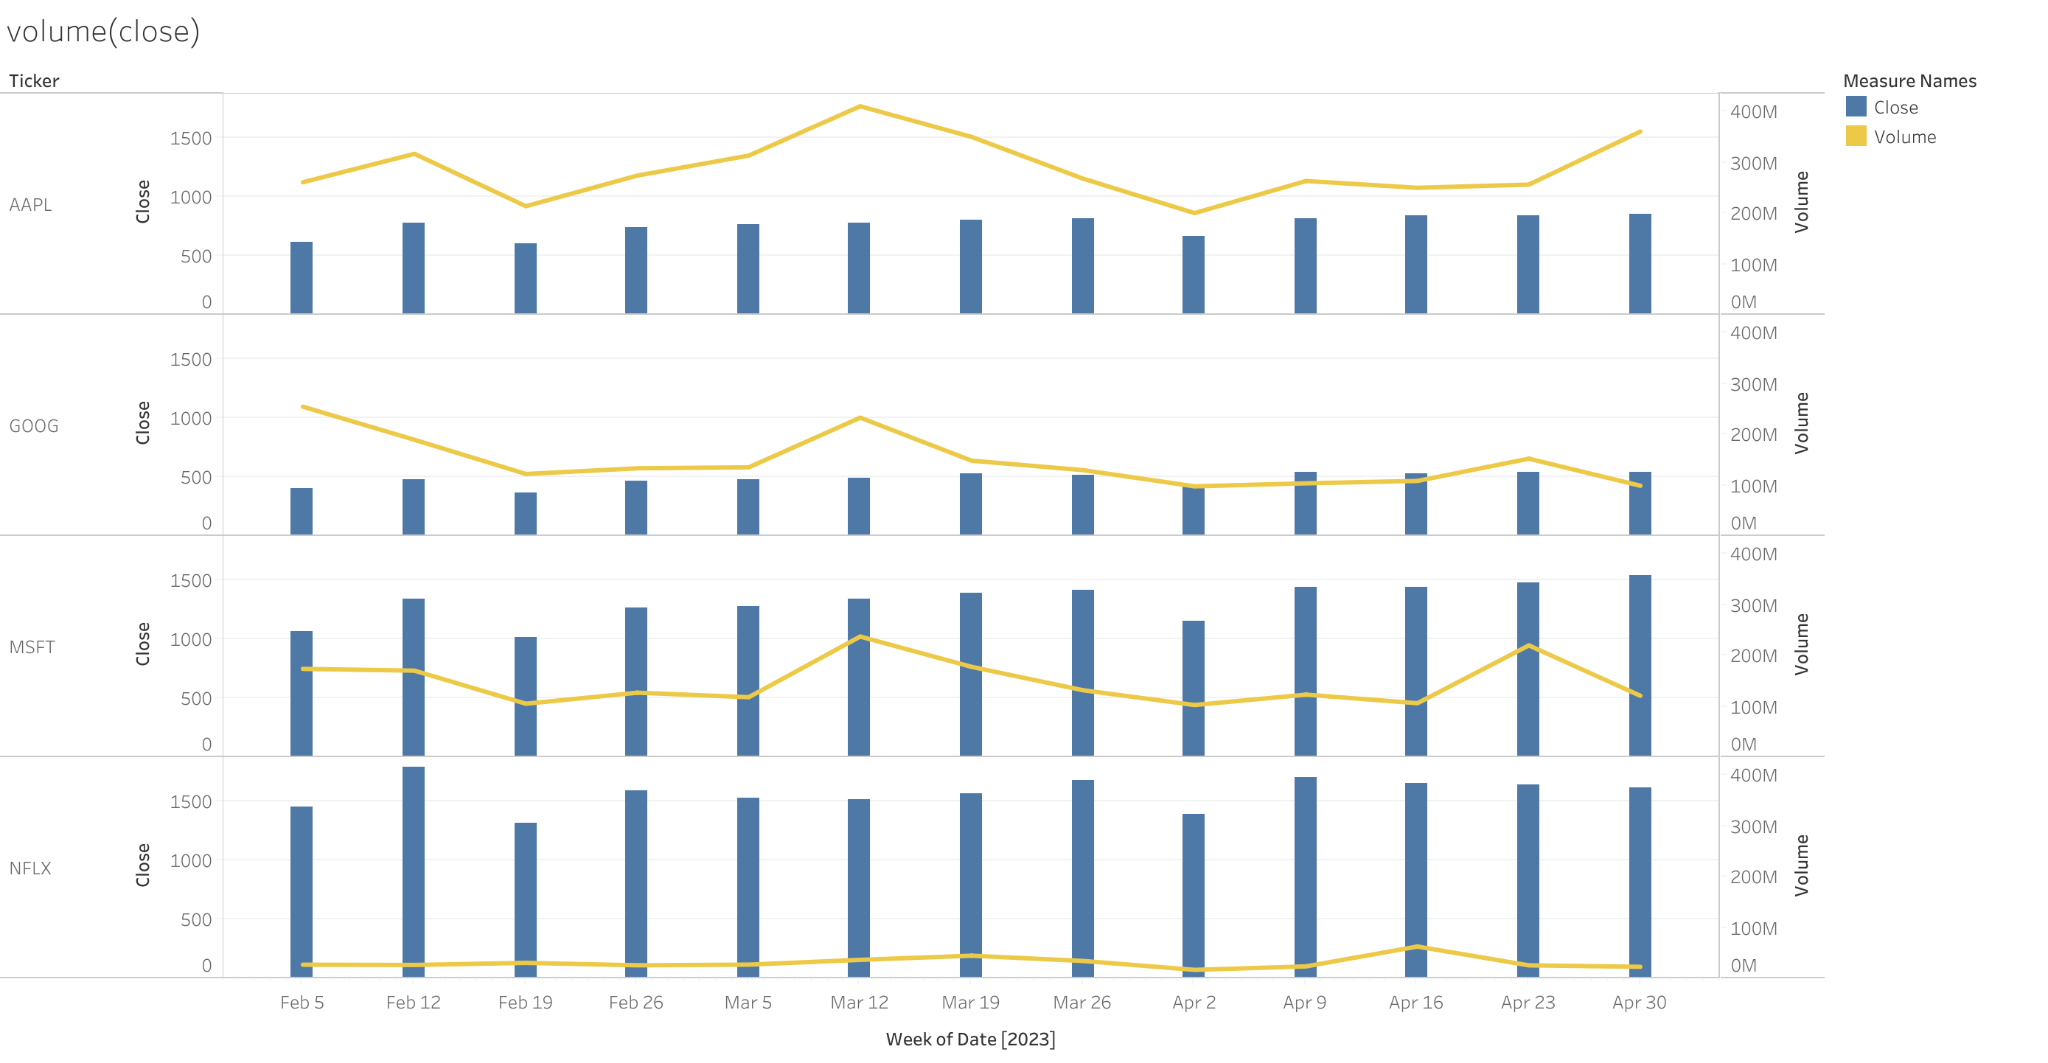 volume(close)
Ticker
Measure Names
Close
Volume
AAPL
Close
1500
1000
500
0
400M
300M
200M
100M
0M
Volume
GOOG
Close
1500
1000
500
0
400M
300M
200M
100M
0M
Volume
MSFT
Close
1500
1000
500
0
400M
300M
200M
100M
0M
Volume
NFLX
Close
1500
1000
500
0
400M
300M
200M
100M
0M
Volume
Feb 5 Feb 12 Feb 19 Feb 26 Mar 5 Mar 12 Mar 19 Mar 26 Apr 2 Apr 9 Apr 16 Apr 23 Apr 30
Week of Date [2023]